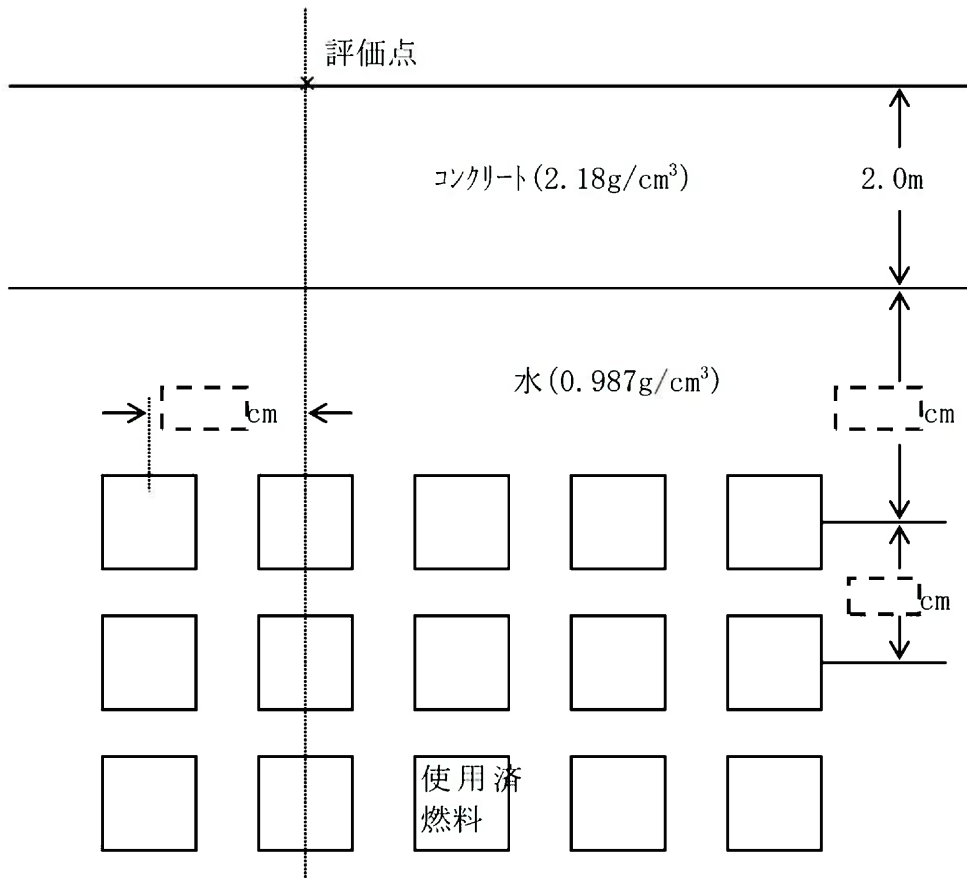 評価点
コンクリート(2.18g/cm³)
2.0m
水(0.987g/cm³)
cm
cm
cm
使用済
燃料